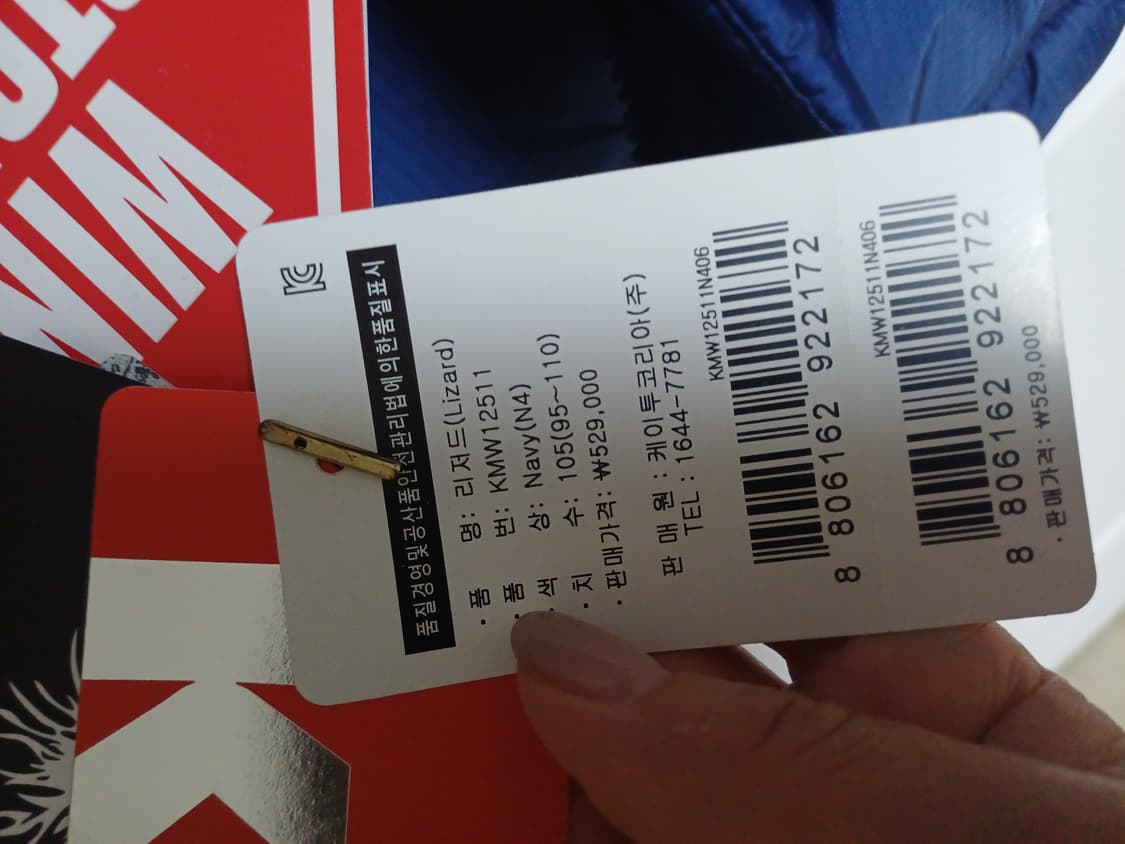 KC
품질경영및공산품안전관리법에의한품질표시
· 품 명: 리저드(Lizard)
· 품 번: KMW12511
· 색 상: Navy(N4)
· 치 수: 105(95~110)
· 판매가격: ₩529,000
판 매 원 : 케이투코리아(주)
TEL : 1644-7781
KMW12511N406
8 806162 922172
KMW12511N406
8 806162 922172
· 판매가격: ₩529,000
WIN
K